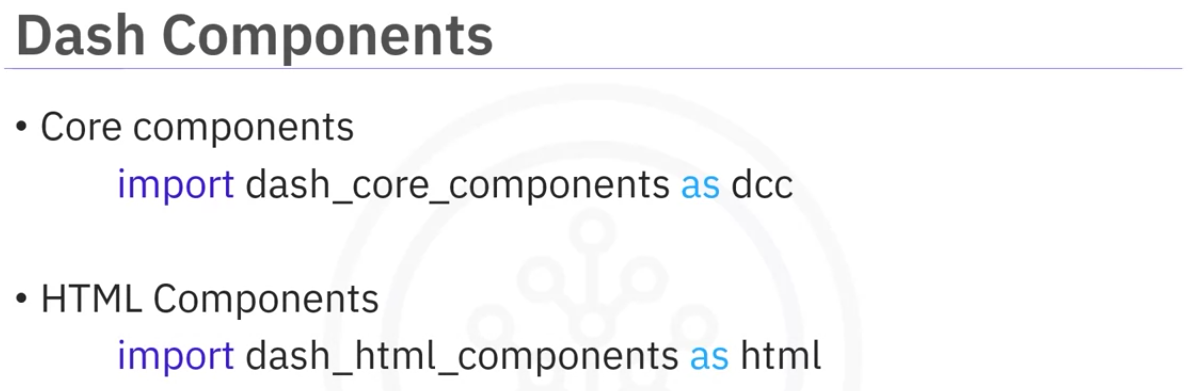 Dash Components
• Core components
import dash_core_components as dcc
• HTML Components
import dash_html_components as html